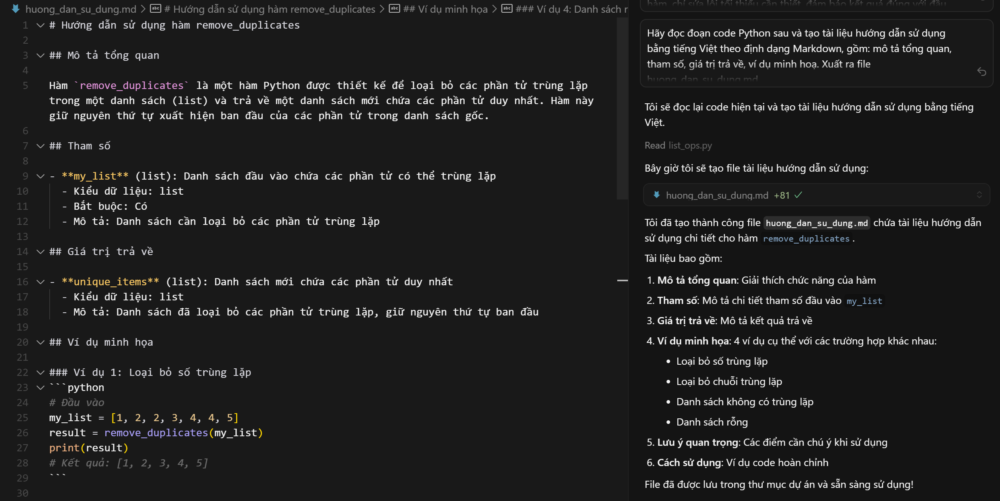 huong_dan_su_dung.md > # Hướng dẫn sử dụng hàm remove_duplicates > ## Ví dụ minh họa > ### Ví dụ 4: Danh sách r
1 # Hướng dẫn sử dụng hàm remove_duplicates
2
3 ## Mô tả tổng quan
4
5 Hàm `remove_duplicates` là một hàm Python được thiết kế để loại bỏ các phần tử trùng lặp
trong một danh sách (list) và trả về một danh sách mới chứa các phần tử duy nhất. Hàm này
giữ nguyên thứ tự xuất hiện ban đầu của các phần tử trong danh sách gốc.
6
7 ## Tham số
8
9 - **my_list** (list): Danh sách đầu vào chứa các phần tử có thể trùng lặp
10 - Kiểu dữ liệu: list
11 - Bắt buộc: Có
12 - Mô tả: Danh sách cần loại bỏ các phần tử trùng lặp
13
14 ## Giá trị trả về
15
16 - **unique_items** (list): Danh sách mới chứa các phần tử duy nhất
17 - Kiểu dữ liệu: list
18 - Mô tả: Danh sách đã loại bỏ các phần tử trùng lặp, giữ nguyên thứ tự ban đầu
19
20 ## Ví dụ minh họa
21
22 ### Ví dụ 1: Loại bỏ số trùng lặp
23 ```python
24 # Đầu vào
25 my_list = [1, 2, 2, 3, 4, 4, 5]
26 result = remove_duplicates(my_list)
27 print(result)
28 # Kết quả: [1, 2, 3, 4, 5]
29 ```
30
hàm, chỉ sửa lỗi tối thiểu cần thiết, đảm bảo kết quả đúng với đầu
Hãy đọc đoạn code Python sau và tạo tài liệu hướng dẫn sử dụng
bằng tiếng Việt theo định dạng Markdown, gồm: mô tả tổng quan,
tham số, giá trị trả về, ví dụ minh hoạ. Xuất ra file
huong_dan_su_dung.md
Tôi sẽ đọc lại code hiện tại và tạo tài liệu hướng dẫn sử dụng bằng tiếng
Việt.
Read list_ops.py
Bây giờ tôi sẽ tạo file tài liệu hướng dẫn sử dụng:
huong_dan_su_dung.md +81
Tôi đã tạo thành công file huong_dan_su_dung.md chứa tài liệu hướng dẫn
sử dụng chi tiết cho hàm remove_duplicates.
Tài liệu bao gồm:
1. Mô tả tổng quan: Giải thích chức năng của hàm
2. Tham số: Mô tả chi tiết tham số đầu vào my_list
3. Giá trị trả về: Mô tả kết quả trả về
4. Ví dụ minh họa: 4 ví dụ cụ thể với các trường hợp khác nhau:
• Loại bỏ số trùng lặp
• Loại bỏ chuỗi trùng lặp
• Danh sách không có trùng lặp
• Danh sách rỗng
5. Lưu ý quan trọng: Các điểm cần chú ý khi sử dụng
6. Cách sử dụng: Ví dụ code hoàn chỉnh
File đã được lưu trong thư mục dự án và sẵn sàng sử dụng!